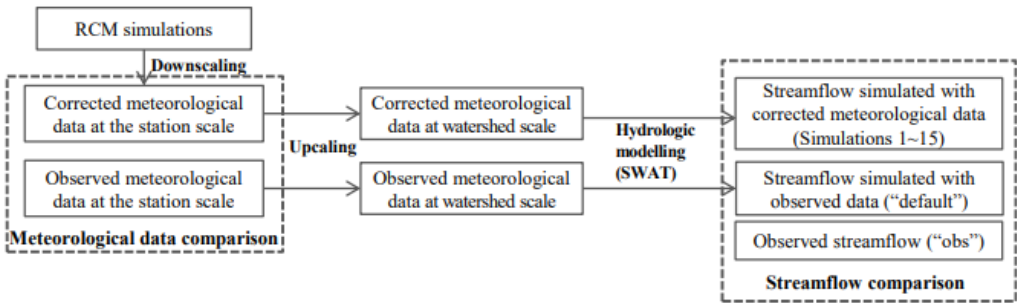 RCM simulations
Downscaling
Corrected meteorological
data at the station scale
Observed meteorological
data at the station scale
Meteorological data comparison
Upcaling
Corrected meteorological
data at watershed scale
Observed meteorological
data at watershed scale
Hydrologic
modelling
(SWAT)
Streamflow simulated with
corrected meteorological data
(Simulations 1~15)
Streamflow simulated with
observed data (“default”)
Observed streamflow (“obs”)
Streamflow comparison